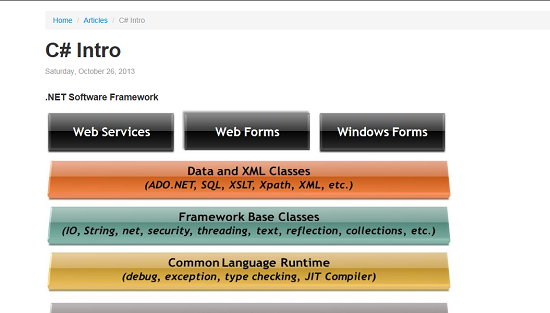 Home / Articles / C# Intro
C# Intro
Saturday, October 26, 2013
.NET Software Framework
Web Services Web Forms Windows Forms
Data and XML Classes
(ADO.NET, SQL, XSLT, Xpath, XML, etc.)
Framework Base Classes
(IO, String, net, security, threading, text, reflection, collections, etc.)
Common Language Runtime
(debug, exception, type checking, JIT Compiler)